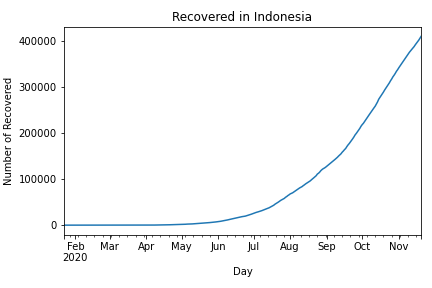 Recovered in Indonesia
400000
300000
200000
100000
0
Number of Recovered
Feb Mar Apr May Jun Jul Aug Sep Oct Nov
2020
Day